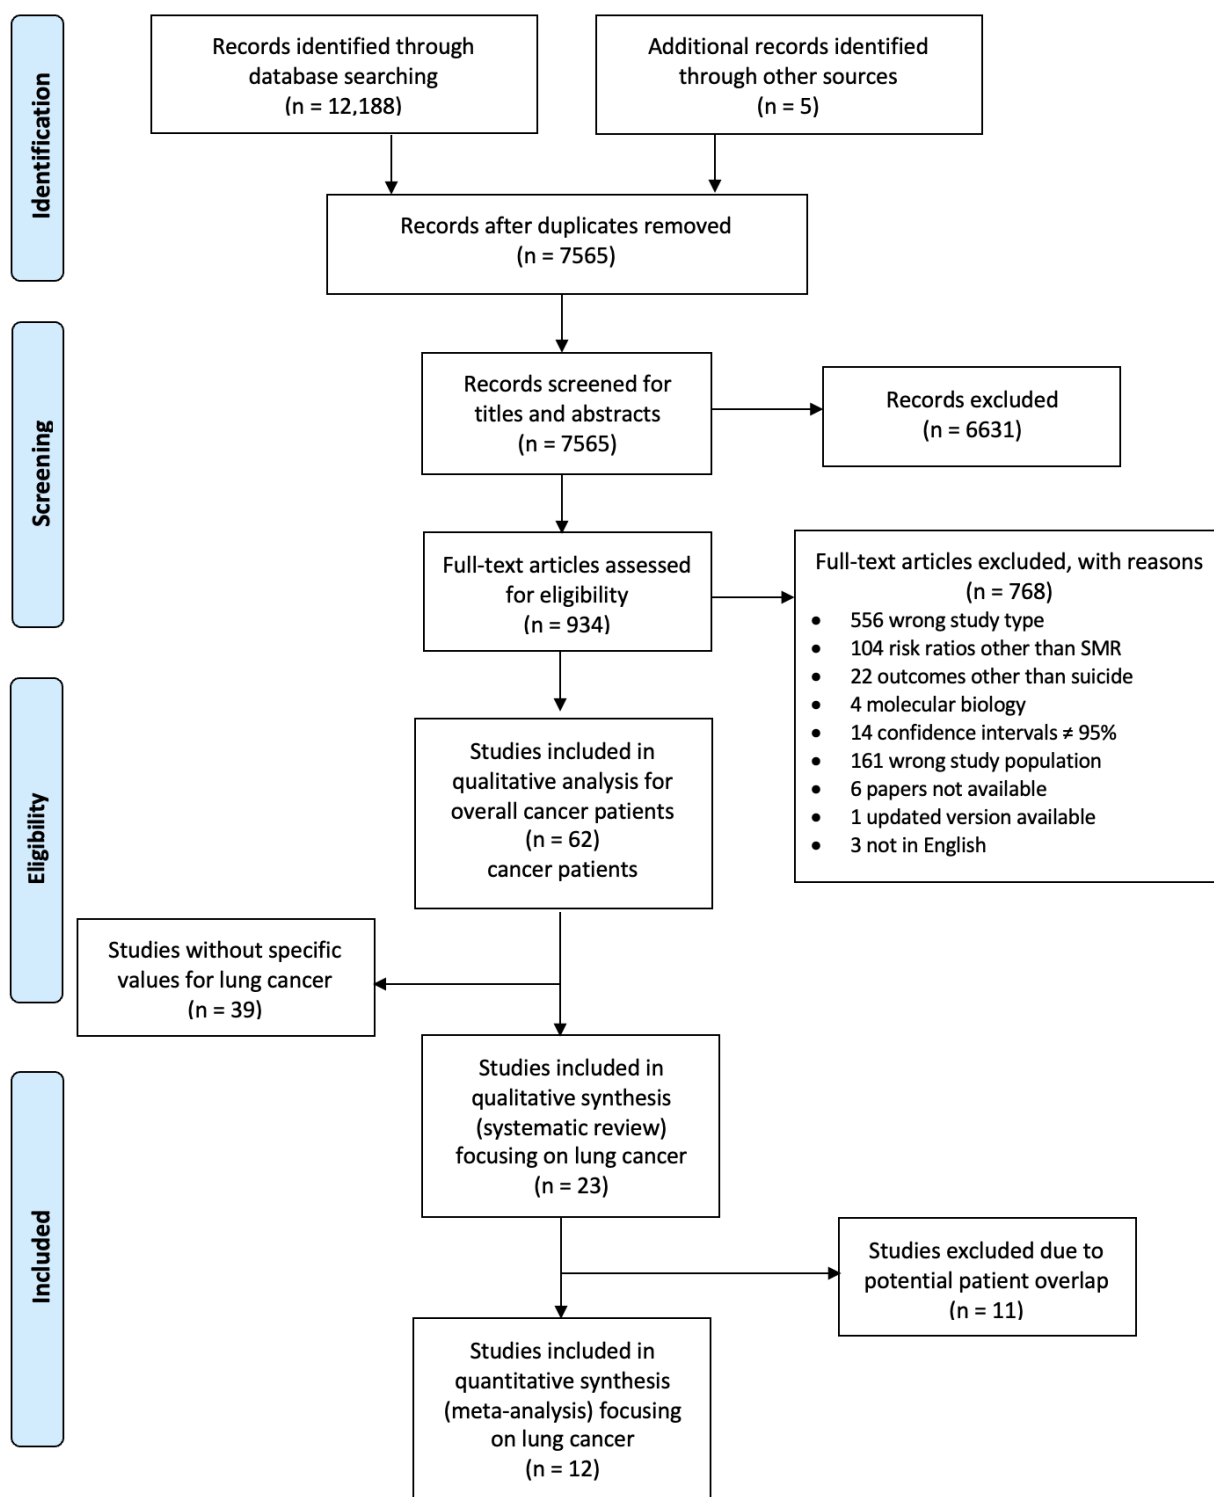 Identification
Records identified through
database searching
(n = 12,188)
Additional records identified
through other sources
(n = 5)
Records after duplicates removed
(n = 7565)
Screening
Records screened for
titles and abstracts
(n = 7565)
Records excluded
(n = 6631)
Full-text articles assessed
for eligibility
(n = 934)
Full-text articles excluded, with reasons
(n = 768)
• 556 wrong study type
• 104 risk ratios other than SMR
• 22 outcomes other than suicide
• 4 molecular biology
• 14 confidence intervals ≠ 95%
• 161 wrong study population
• 6 papers not available
• 1 updated version available
• 3 not in English
Eligibility
Studies included in
qualitative analysis for
overall cancer patients
(n = 62)
cancer patients
Studies without specific
values for lung cancer
(n = 39)
Included
Studies included in
qualitative synthesis
(systematic review)
focusing on lung cancer
(n = 23)
Studies excluded due to
potential patient overlap
(n = 11)
Studies included in
quantitative synthesis
(meta-analysis) focusing
on lung cancer
(n = 12)